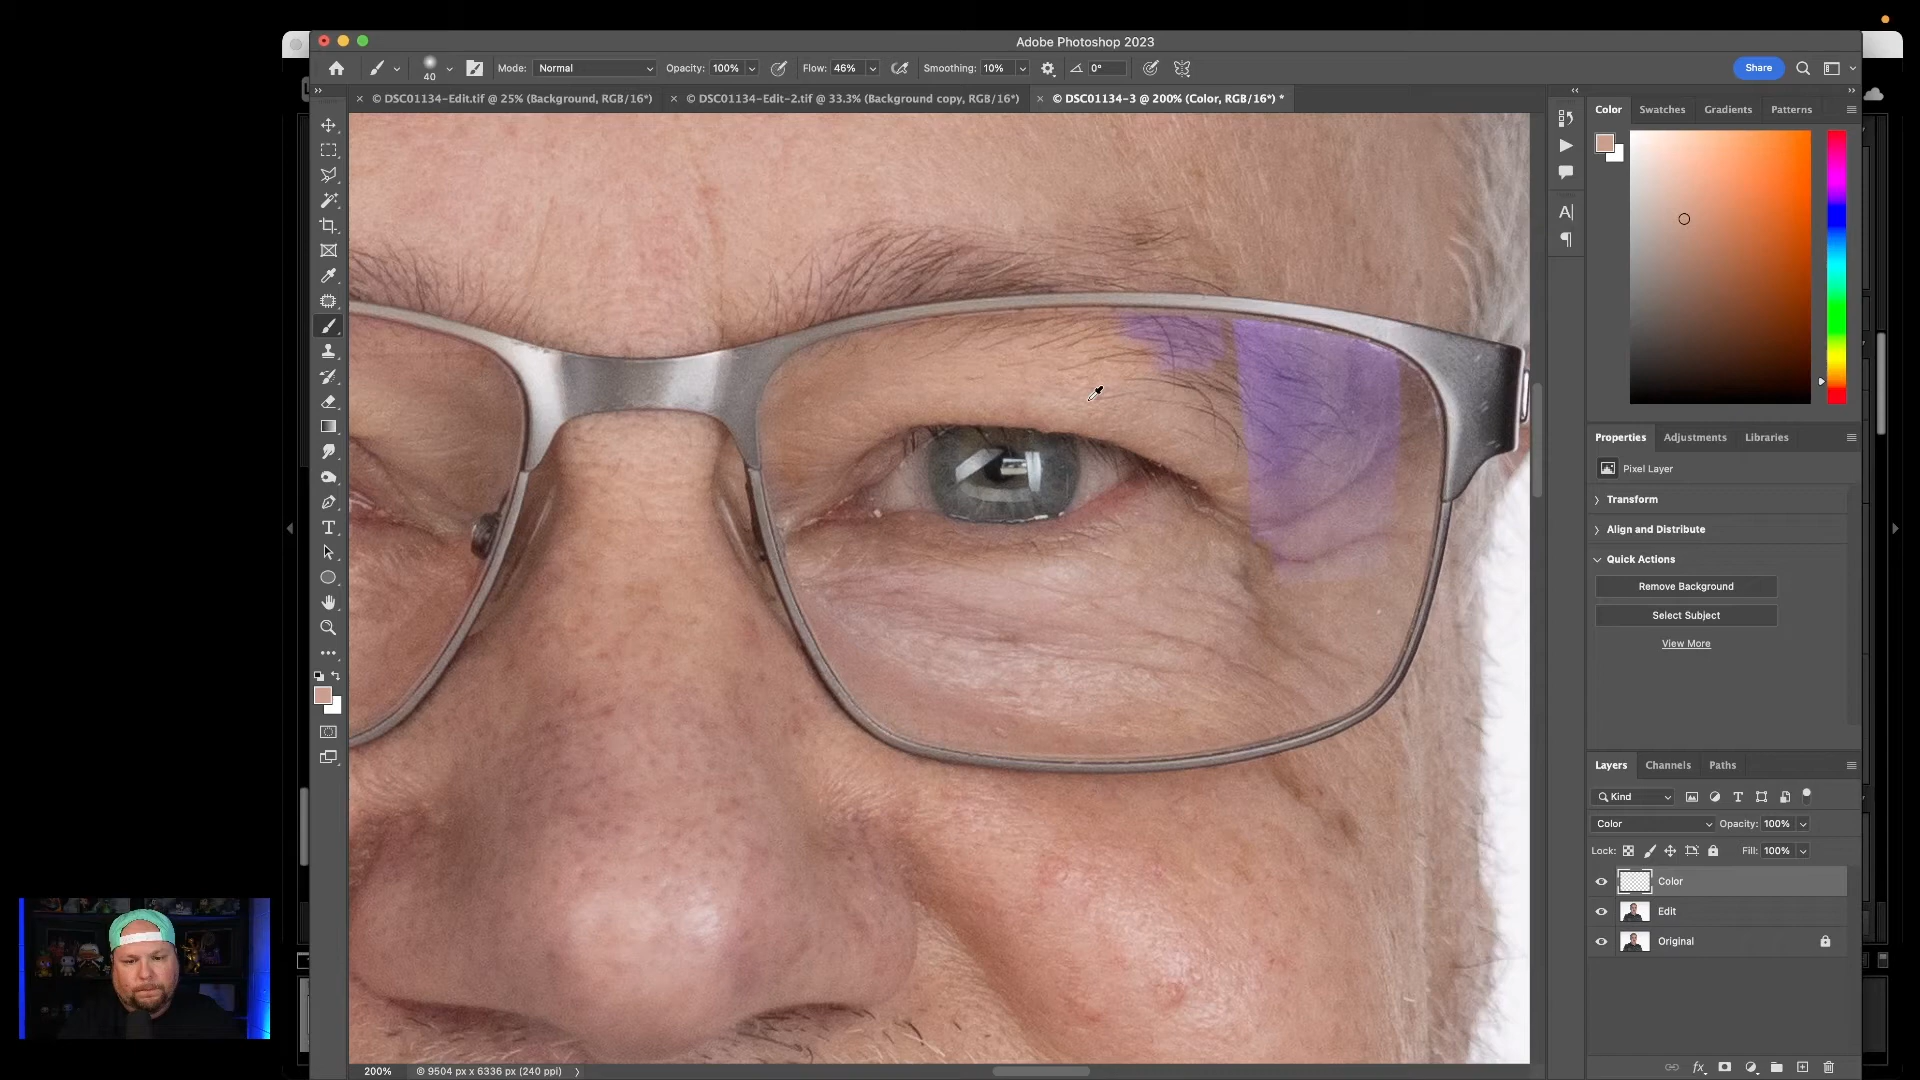 Adobe Photoshop 2023
40
Mode: Normal
Opacity: 100%
Flow: 46%
Smoothing: 10%
0°
Share
© DSC01134-Edit.tif @ 25% (Background, RGB/16*)
© DSC01134-Edit-2.tif @ 33.3% (Background copy, RGB/16*)
© DSC01134-3 @ 200% (Color, RGB/16*) *
Color
Swatches
Gradients
Patterns
Properties
Adjustments
Libraries
Pixel Layer
Transform
Align and Distribute
Quick Actions
Remove Background
Select Subject
View More
Layers
Channels
Paths
Kind
Color
Opacity: 100%
Lock:
Fill: 100%
Color
Edit
Original
fx
200%
© 9504 px x 6336 px (240 ppi)